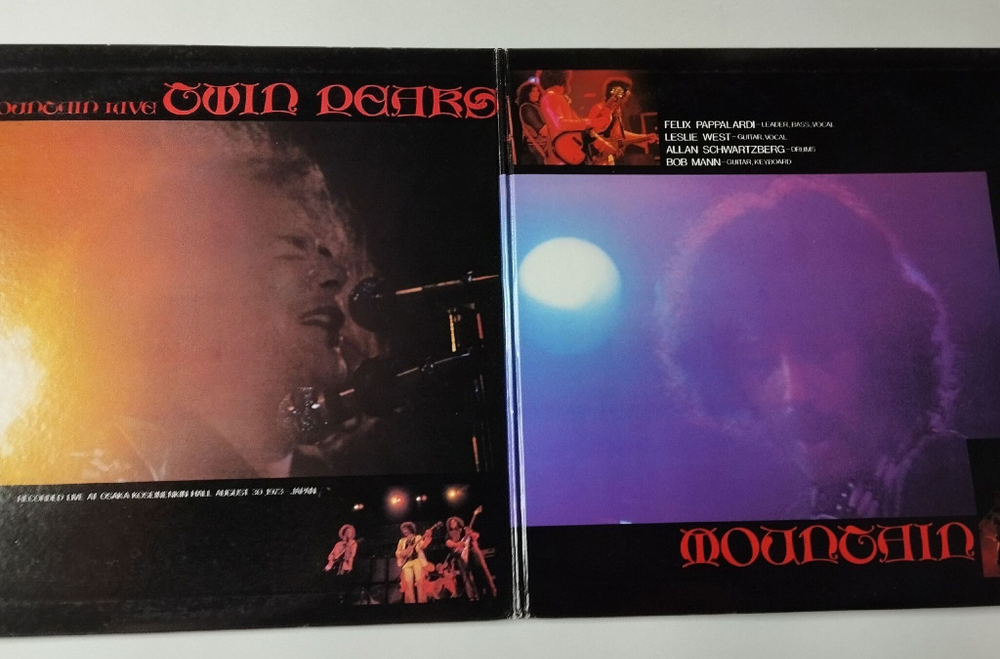 OUNTAIN LIVE TWIN PEAKS
RECORDED LIVE AT OSAKA KOSEINENKIN HALL AUGUST 30, 1973 JAPAN
FELIX PAPPALARDI-LEADER, BASS, VOCAL
LESLIE WEST-GUITAR, VOCAL
ALLAN SCHWARTZBERG-DRUMS
BOB MANN-GUITAR, KEYBOARD
MOUNTAIN